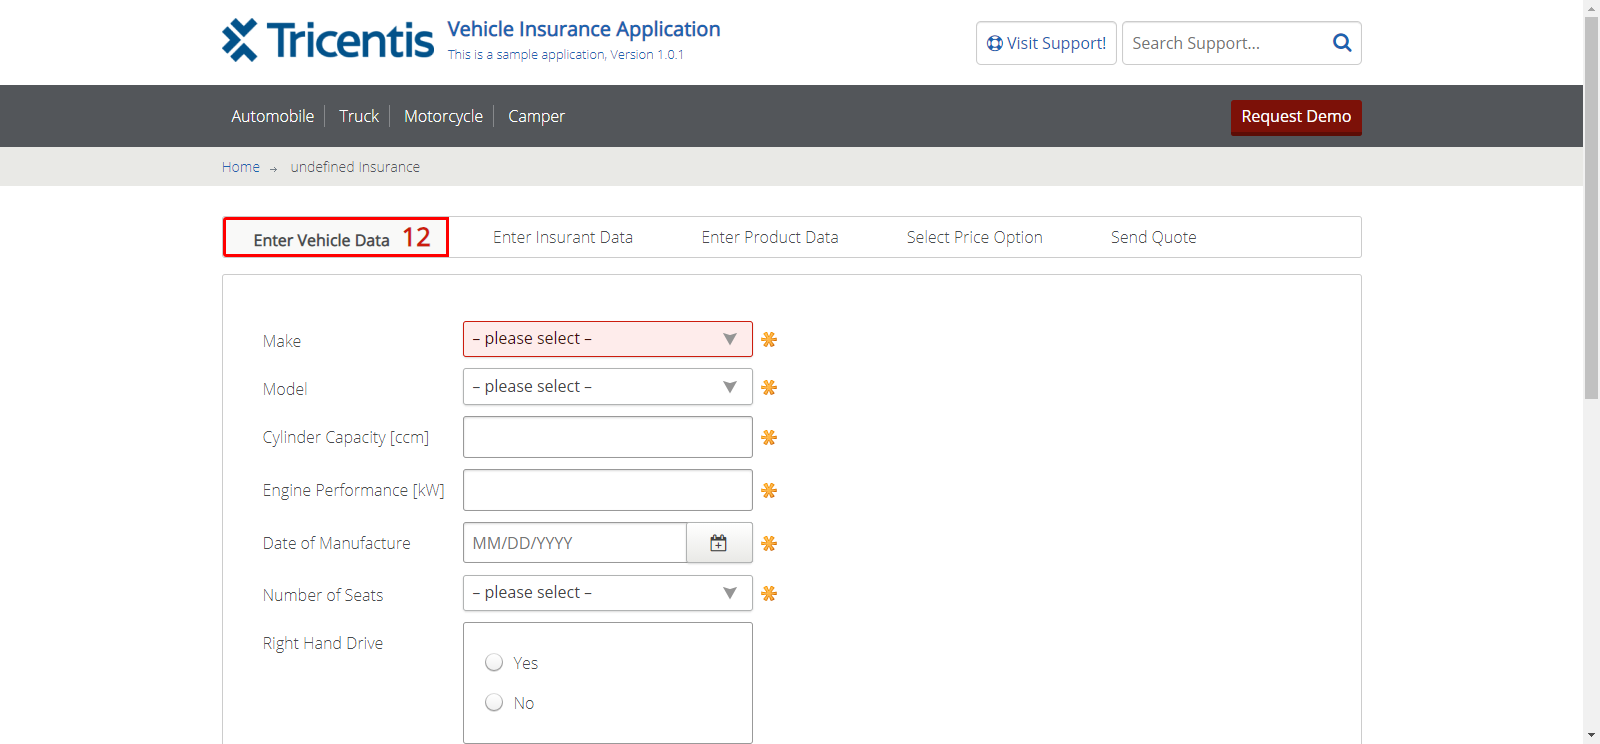 Tricentis
Vehicle Insurance Application
This is a sample application, Version 1.0.1
Visit Support!
Search Support...
Automobile
Truck
Motorcycle
Camper
Request Demo
Home → undefined Insurance
Enter Vehicle Data 12
Enter Insurant Data
Enter Product Data
Select Price Option
Send Quote
Make
– please select –
Model
– please select –
Cylinder Capacity [ccm]
Engine Performance [kW]
Date of Manufacture
MM/DD/YYYY
Number of Seats
– please select –
Right Hand Drive
Yes
No